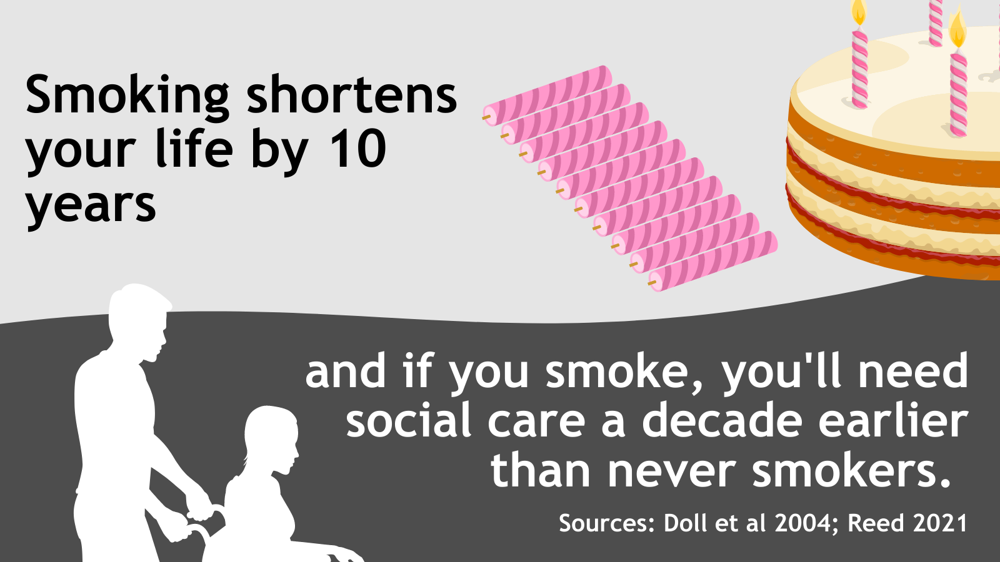 Smoking shortens
your life by 10
years
and if you smoke, you'll need
social care a decade earlier
than never smokers.
Sources: Doll et al 2004; Reed 2021